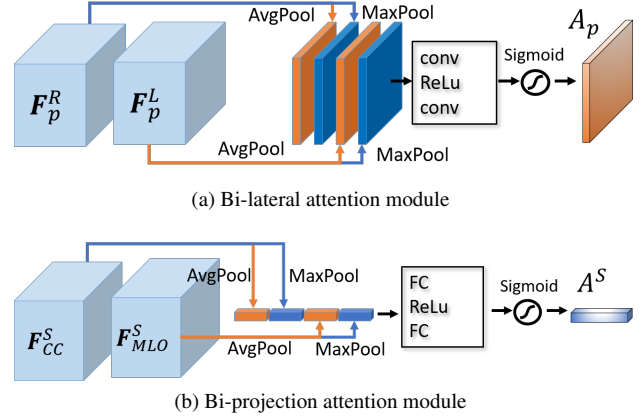 AvgPool MaxPool
A_p
F_p^R
F_p^L
conv
ReLu
conv
Sigmoid
AvgPool MaxPool
(a) Bi-lateral attention module
AvgPool MaxPool
F_CC^S
F_MLO^S
FC
ReLu
FC
Sigmoid
A^S
AvgPool MaxPool
(b) Bi-projection attention module